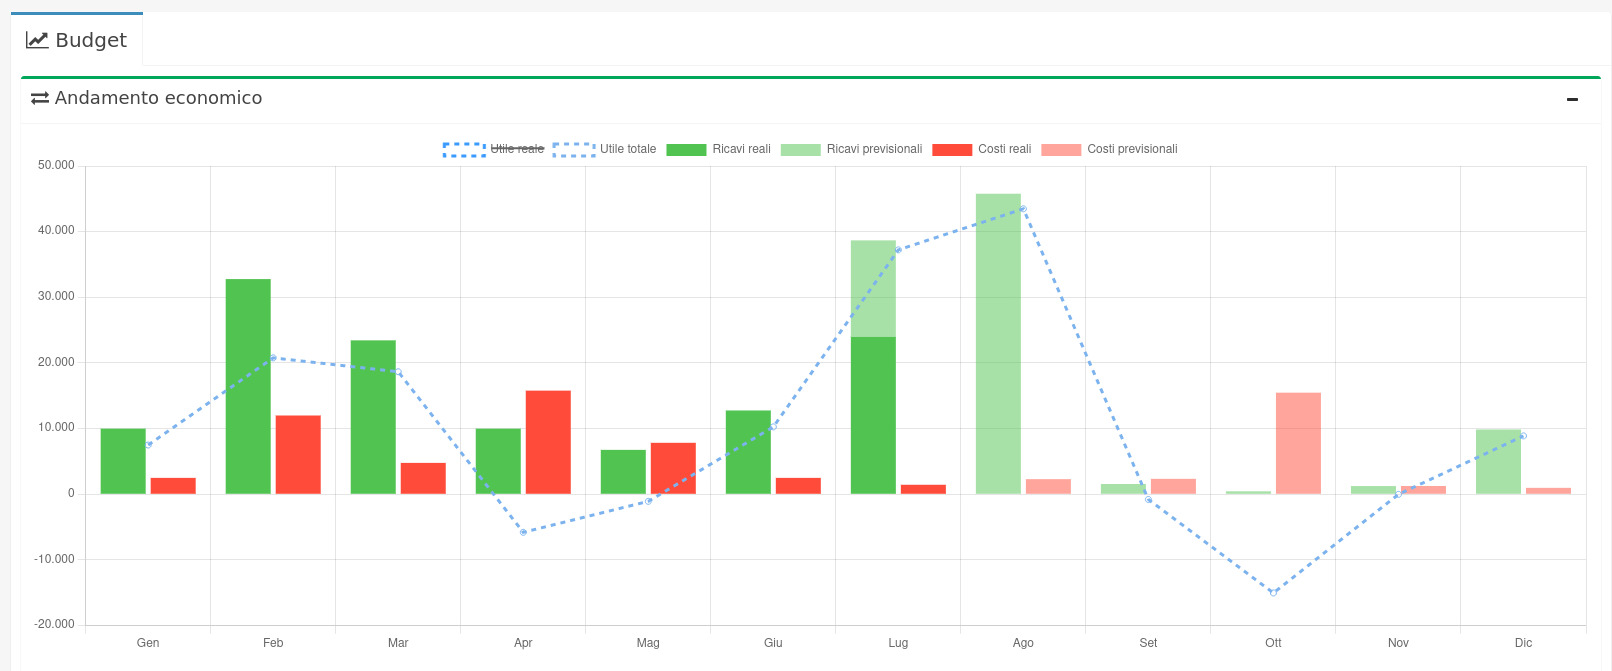 Budget
Andamento economico
Utile reale Utile totale Ricavi reali Ricavi previsionali Costi reali Costi previsionali
50.000
40.000
30.000
20.000
10.000
0
-10.000
-20.000
Gen Feb Mar Apr Mag Giu Lug Ago Set Ott Nov Dic